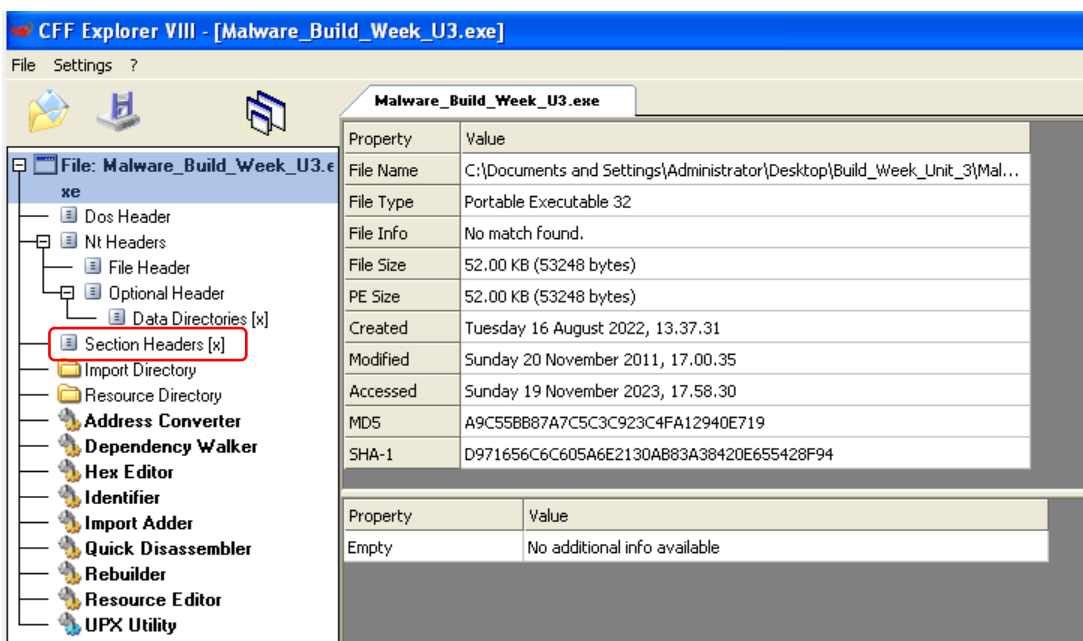 CFF Explorer VIII - [Malware_Build_Week_U3.exe]
File Settings ?
Malware_Build_Week_U3.exe
File: Malware_Build_Week_U3.e
xe
Dos Header
Nt Headers
File Header
Optional Header
Data Directories [x]
Section Headers [x]
Import Directory
Resource Directory
Address Converter
Dependency Walker
Hex Editor
Identifier
Import Adder
Quick Disassembler
Rebuilder
Resource Editor
UPX Utility
Property Value
File Name C:\Documents and Settings\Administrator\Desktop\Build_Week_Unit_3\Mal...
File Type Portable Executable 32
File Info No match found.
File Size 52.00 KB (53248 bytes)
PE Size 52.00 KB (53248 bytes)
Created Tuesday 16 August 2022, 13.37.31
Modified Sunday 20 November 2011, 17.00.35
Accessed Sunday 19 November 2023, 17.58.30
MD5 A9C55BB87A7C5C3C923C4FA12940E719
SHA-1 D971656C6C605A6E2130AB83A38420E655428F94
Property Value
Empty No additional info available